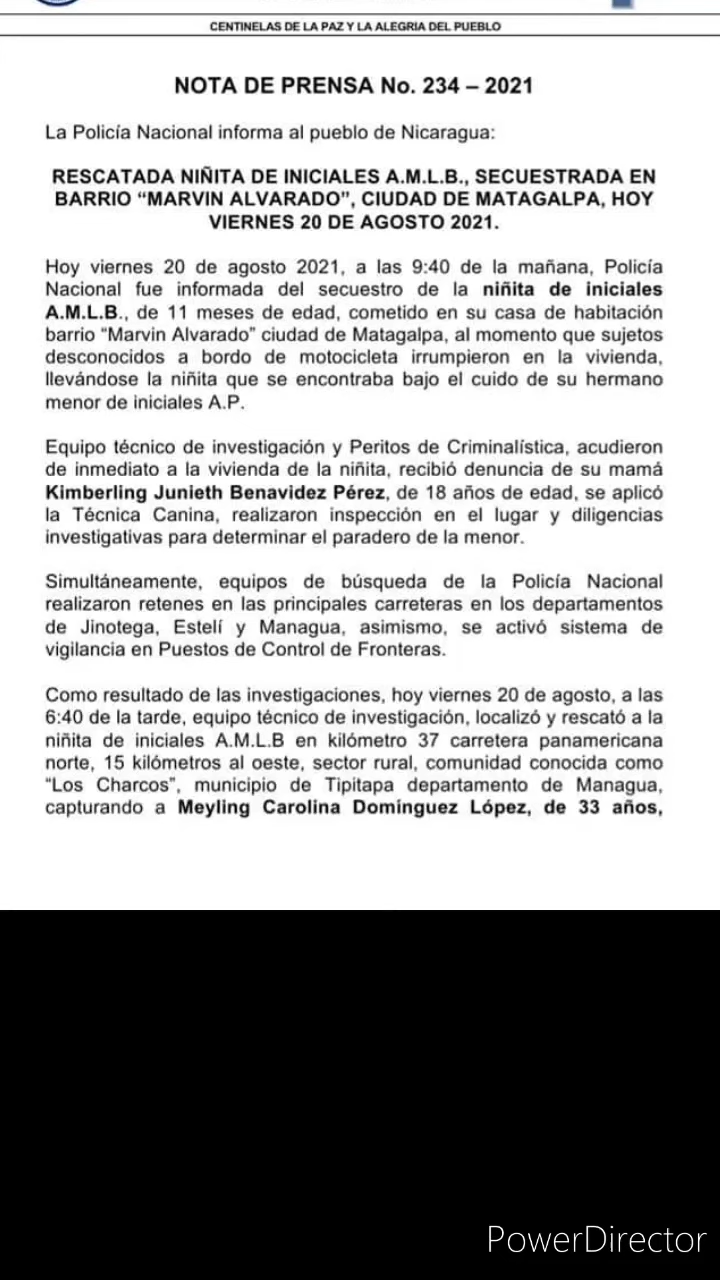 CENTINELAS DE LA PAZ Y LA ALEGRIA DEL PUEBLO
NOTA DE PRENSA No. 234 – 2021
La Policía Nacional informa al pueblo de Nicaragua:
RESCATADA NIÑITA DE INICIALES A.M.L.B., SECUESTRADA EN
BARRIO “MARVIN ALVARADO”, CIUDAD DE MATAGALPA, HOY
VIERNES 20 DE AGOSTO 2021.
Hoy viernes 20 de agosto 2021, a las 9:40 de la mañana, Policía
Nacional fue informada del secuestro de la niñita de iniciales
A.M.L.B., de 11 meses de edad, cometido en su casa de habitación
barrio “Marvin Alvarado” ciudad de Matagalpa, al momento que sujetos
desconocidos a bordo de motocicleta irrumpieron en la vivienda,
llevándose la niñita que se encontraba bajo el cuido de su hermano
menor de iniciales A.P.
Equipo técnico de investigación y Peritos de Criminalística, acudieron
de inmediato a la vivienda de la niñita, recibió denuncia de su mamá
Kimberling Junieth Benavidez Pérez, de 18 años de edad, se aplicó
la Técnica Canina, realizaron inspección en el lugar y diligencias
investigativas para determinar el paradero de la menor.
Simultáneamente, equipos de búsqueda de la Policía Nacional
realizaron retenes en las principales carreteras en los departamentos
de Jinotega, Estelí y Managua, asimismo, se activó sistema de
vigilancia en Puestos de Control de Fronteras.
Como resultado de las investigaciones, hoy viernes 20 de agosto, a las
6:40 de la tarde, equipo técnico de investigación, localizó y rescató a la
niñita de iniciales A.M.L.B en kilómetro 37 carretera panamericana
norte, 15 kilómetros al oeste, sector rural, comunidad conocida como
“Los Charcos”, municipio de Tipitapa departamento de Managua,
capturando a Meyling Carolina Domínguez López, de 33 años,
PowerDirector